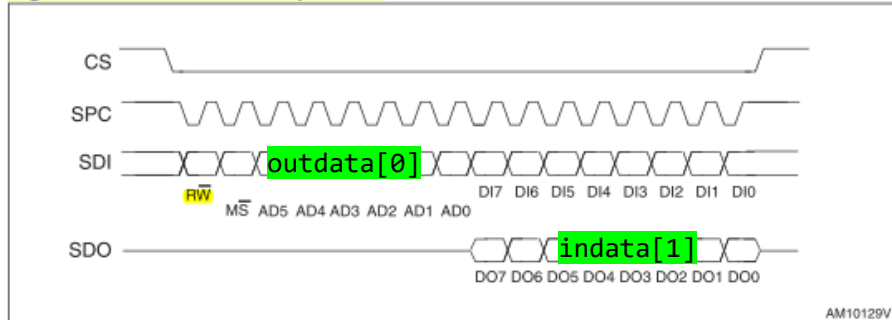 CS
SPC
SDI outdata[0]
RW DI7 DI6 DI5 DI4 DI3 DI2 DI1 DI0
MS AD5 AD4 AD3 AD2 AD1 AD0
SDO indata[1]
DO7 DO6 DO5 DO4 DO3 DO2 DO1 DO0
AM10129V